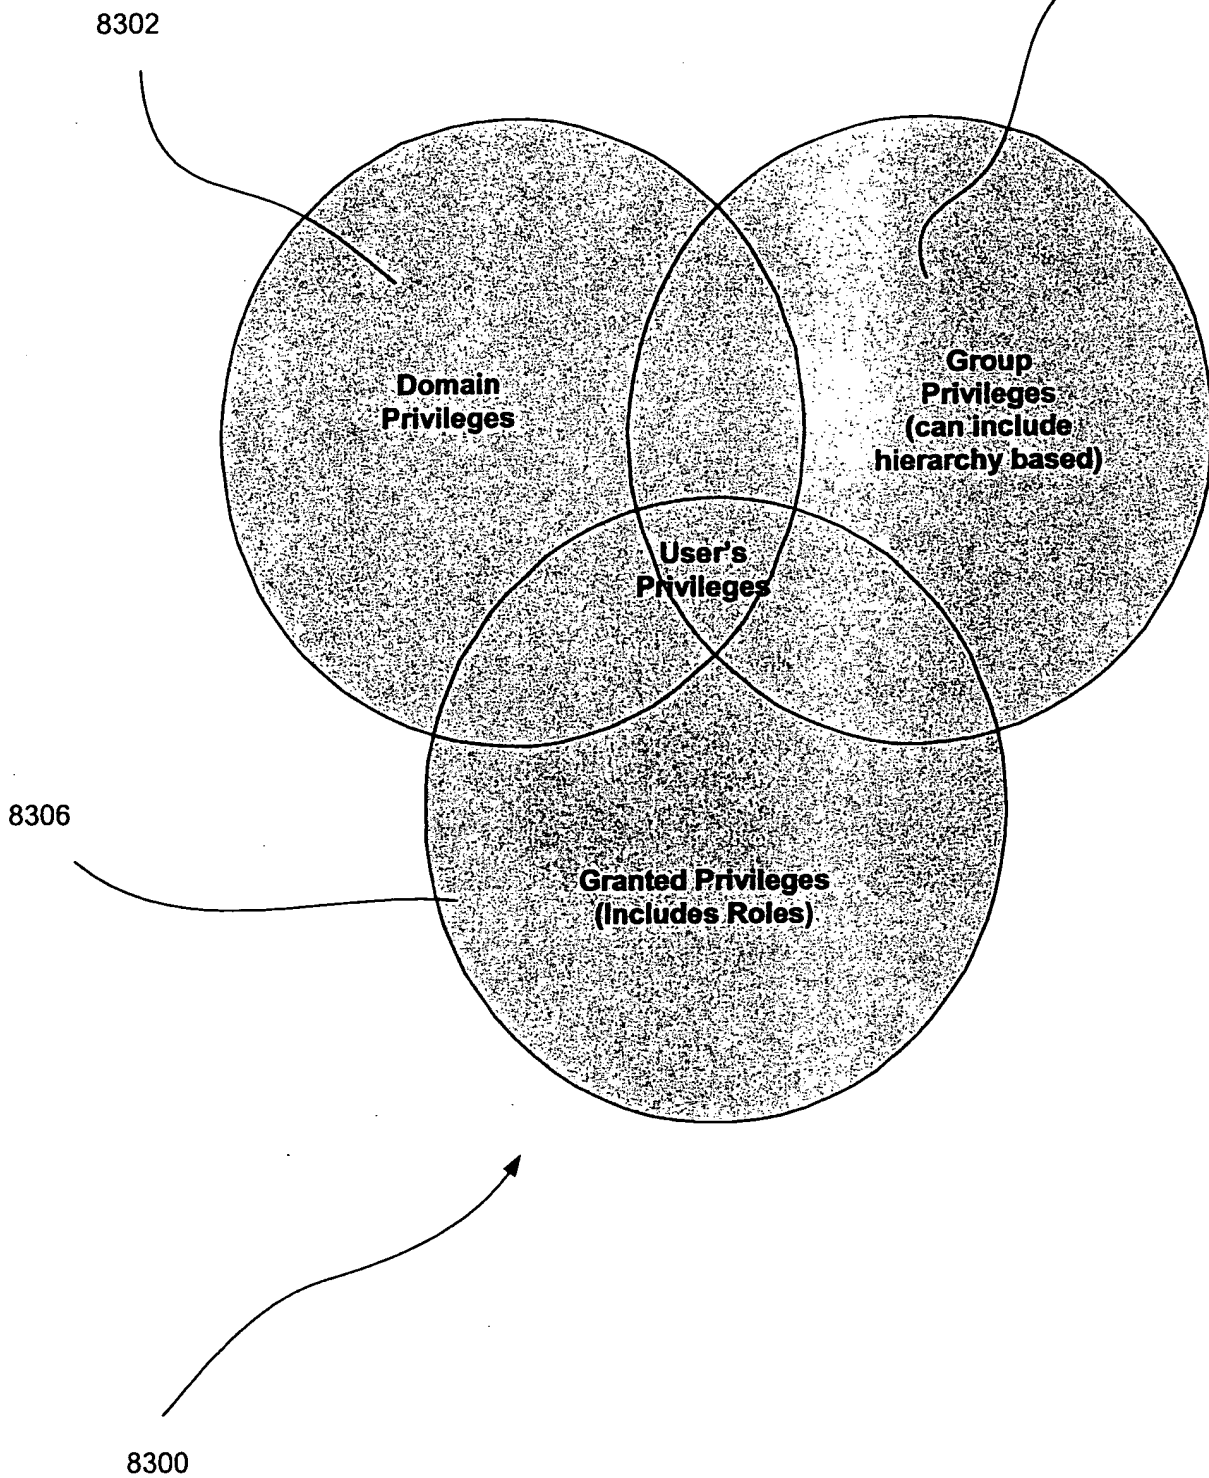 8302
Domain
Privileges
Group
Privileges
(can include
hierarchy based)
User's
Privileges
8306
Granted Privileges
(Includes Roles)
8300